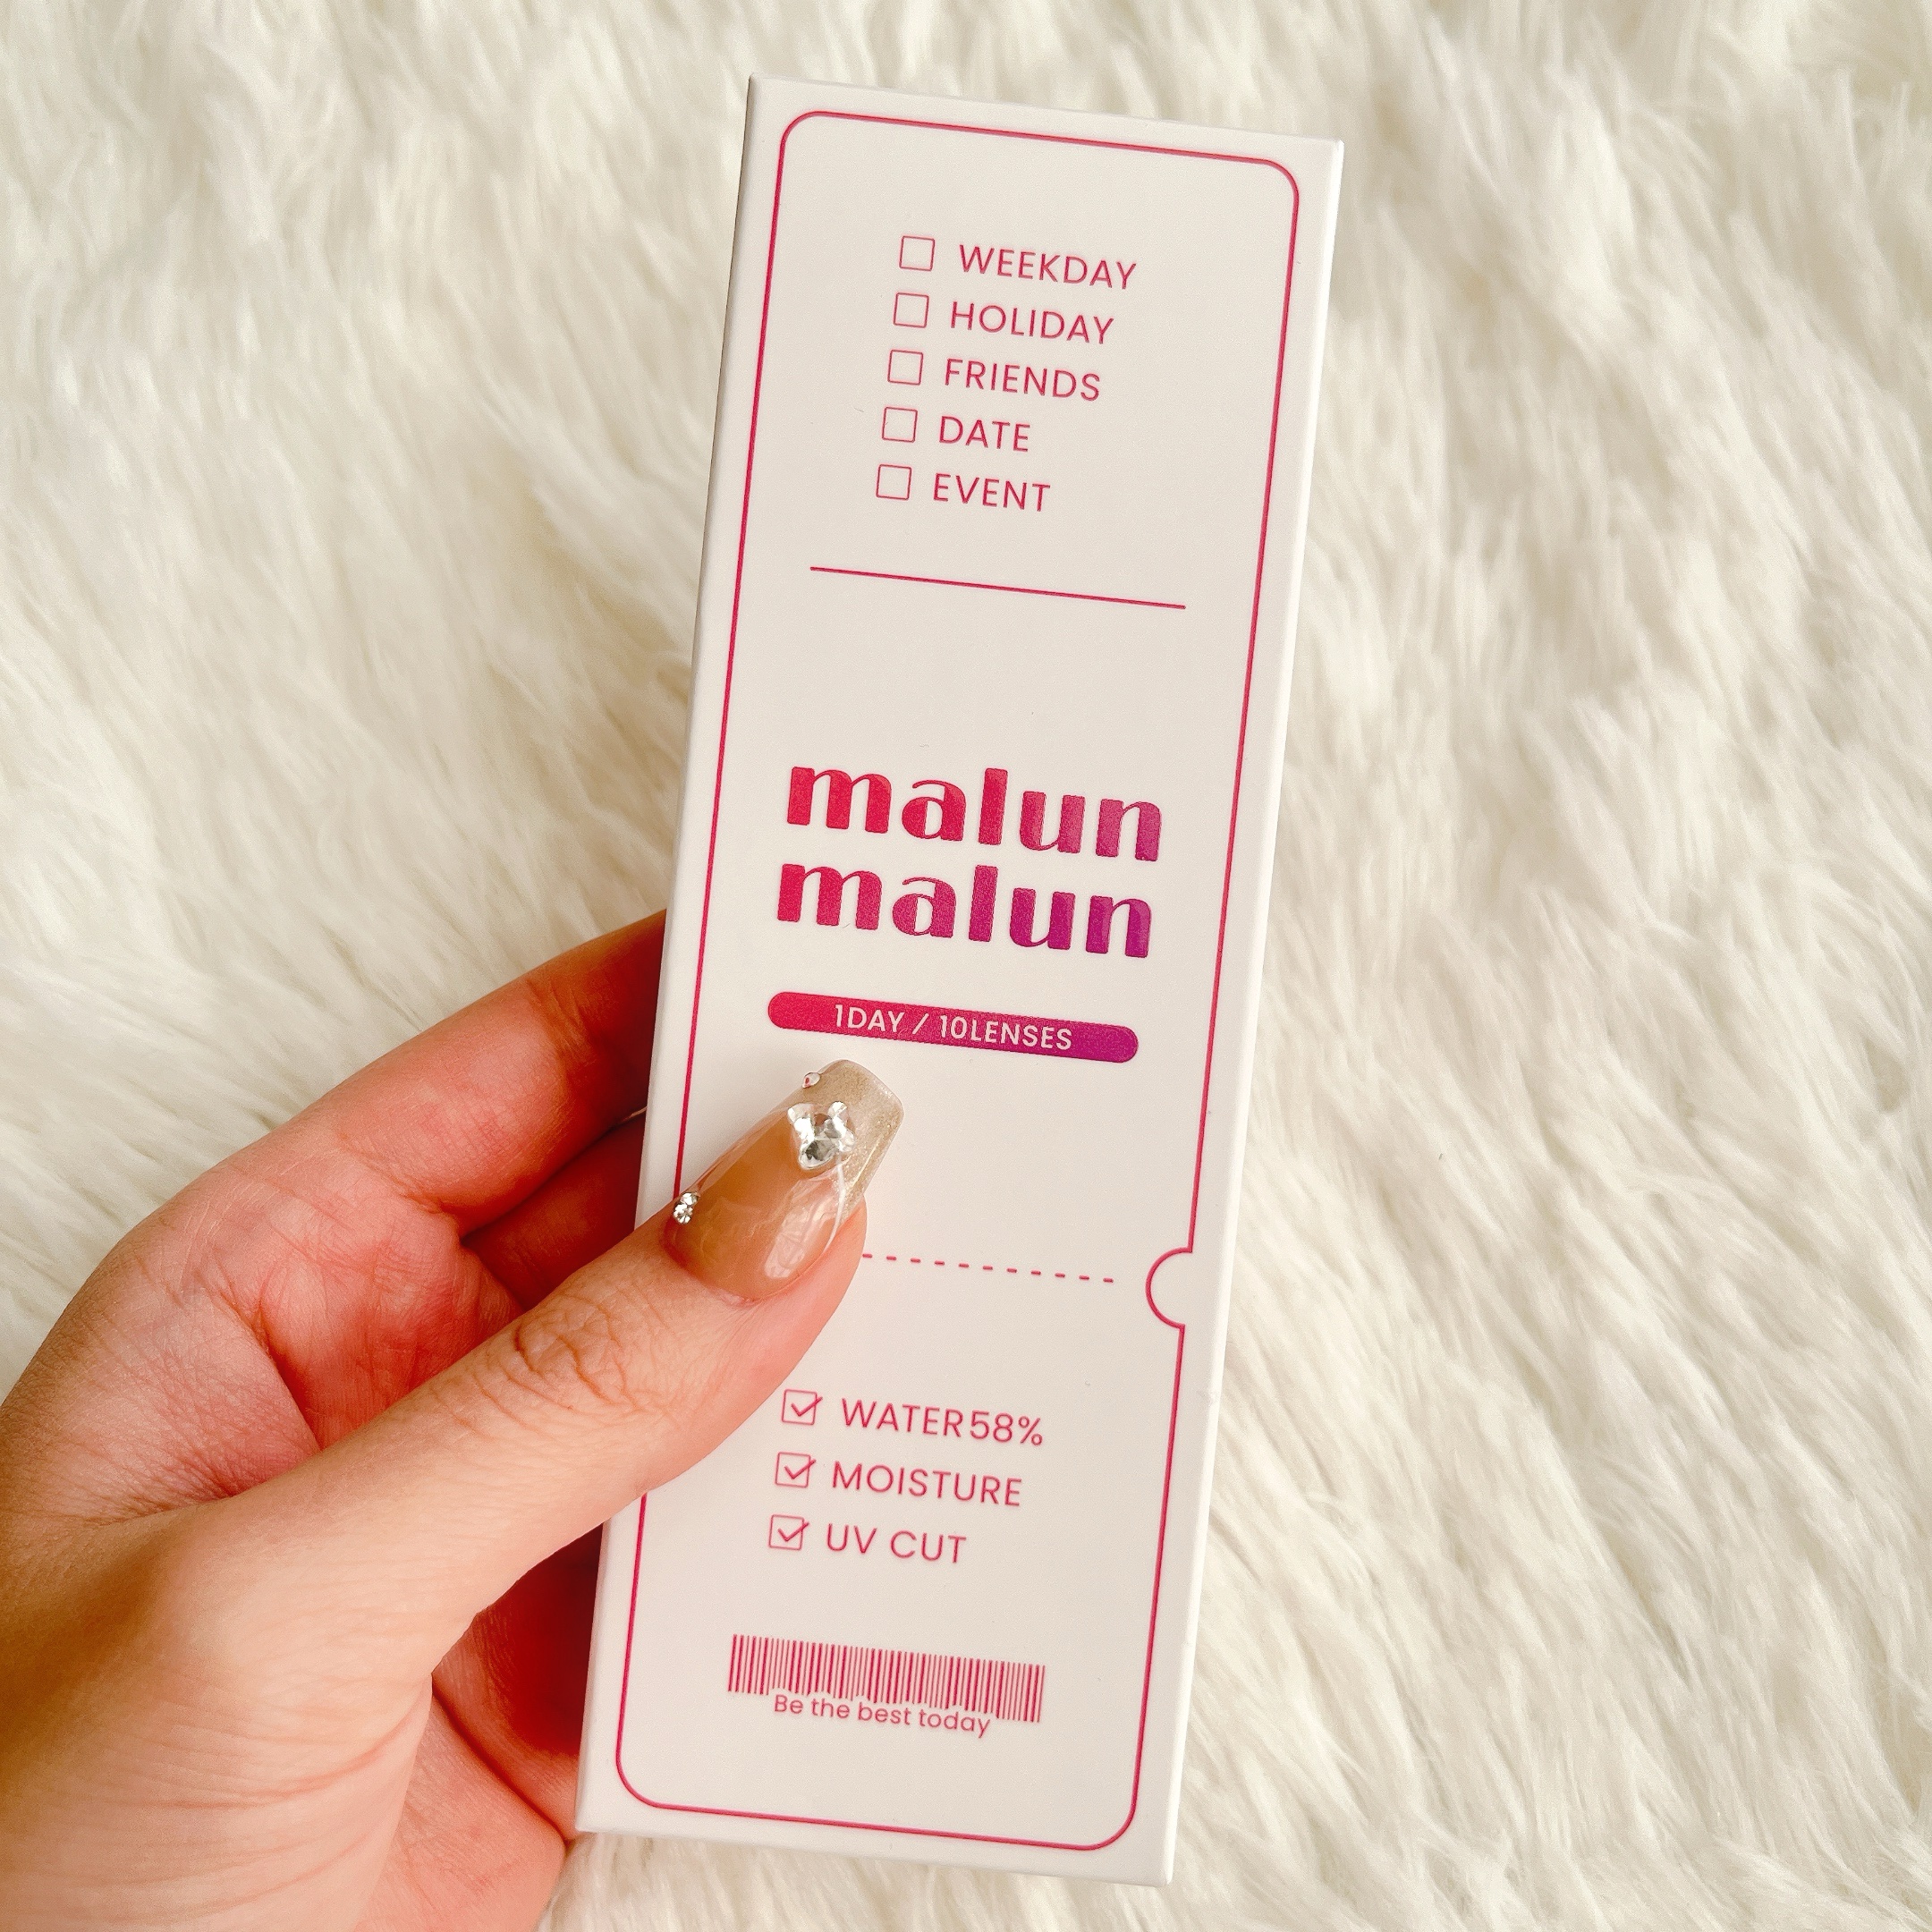 WEEKDAY
HOLIDAY
FRIENDS
DATE
EVENT
malun
malun
1DAY / 10LENSES
WATER58%
MOISTURE
UV CUT
Be the best today